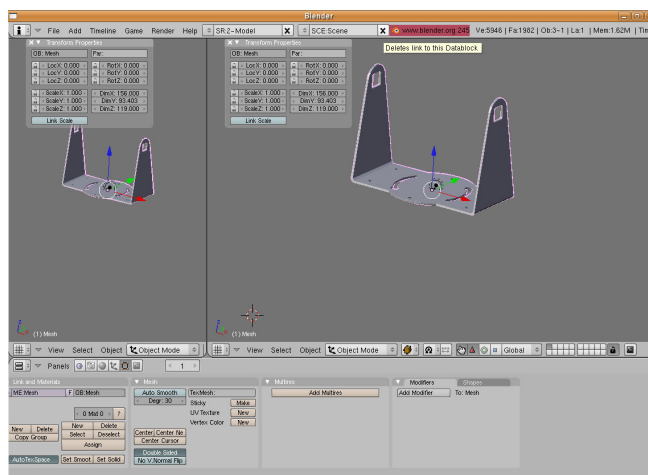 Blender
File Add Timeline Game Render Help SR:2-Model X SCE:Scene X www.blender.org 245 Ve:5946 | Fa:1982 | Ob:3-1 | La:1 | Mem:1.62M | Tim
Deletes link to this Datablock.
Transform Properties
OB: Mesh Par:
LocX: 0.000 RotX: 0.000
LocY: 0.000 RotY: 0.000
LocZ: 0.000 RotZ: 0.000
ScaleX: 1.000 DimX: 156.000
ScaleY: 1.000 DimY: 93.403
ScaleZ: 1.000 DimZ: 119.000
Link Scale
(1) Mesh
View Select Object Object Mode
Transform Properties
OB: Mesh Par:
LocX: 0.000 RotX: 0.000
LocY: 0.000 RotY: 0.000
LocZ: 0.000 RotZ: 0.000
ScaleX: 1.000 DimX: 156.000
ScaleY: 1.000 DimY: 93.403
ScaleZ: 1.000 DimZ: 119.000
Link Scale
(1) Mesh
View Select Object Object Mode Global
Panels 1
Link and Materials
ME:Mesh F OB:Mesh
0 Mat 0 ?
New Delete New Delete
Copy Group Select Deselect
Assign
AutoTexSpace Set Smoot Set Solid
Mesh
Auto Smooth TexMesh:
Degr: 30 Sticky Make
UV Texture New
Vertex Color New
Center Center Ne
Center Cursor
Double Sided
No V.Normal Flip
Multires
Add Multires
Modifiers Shapes
Add Modifier To: Mesh